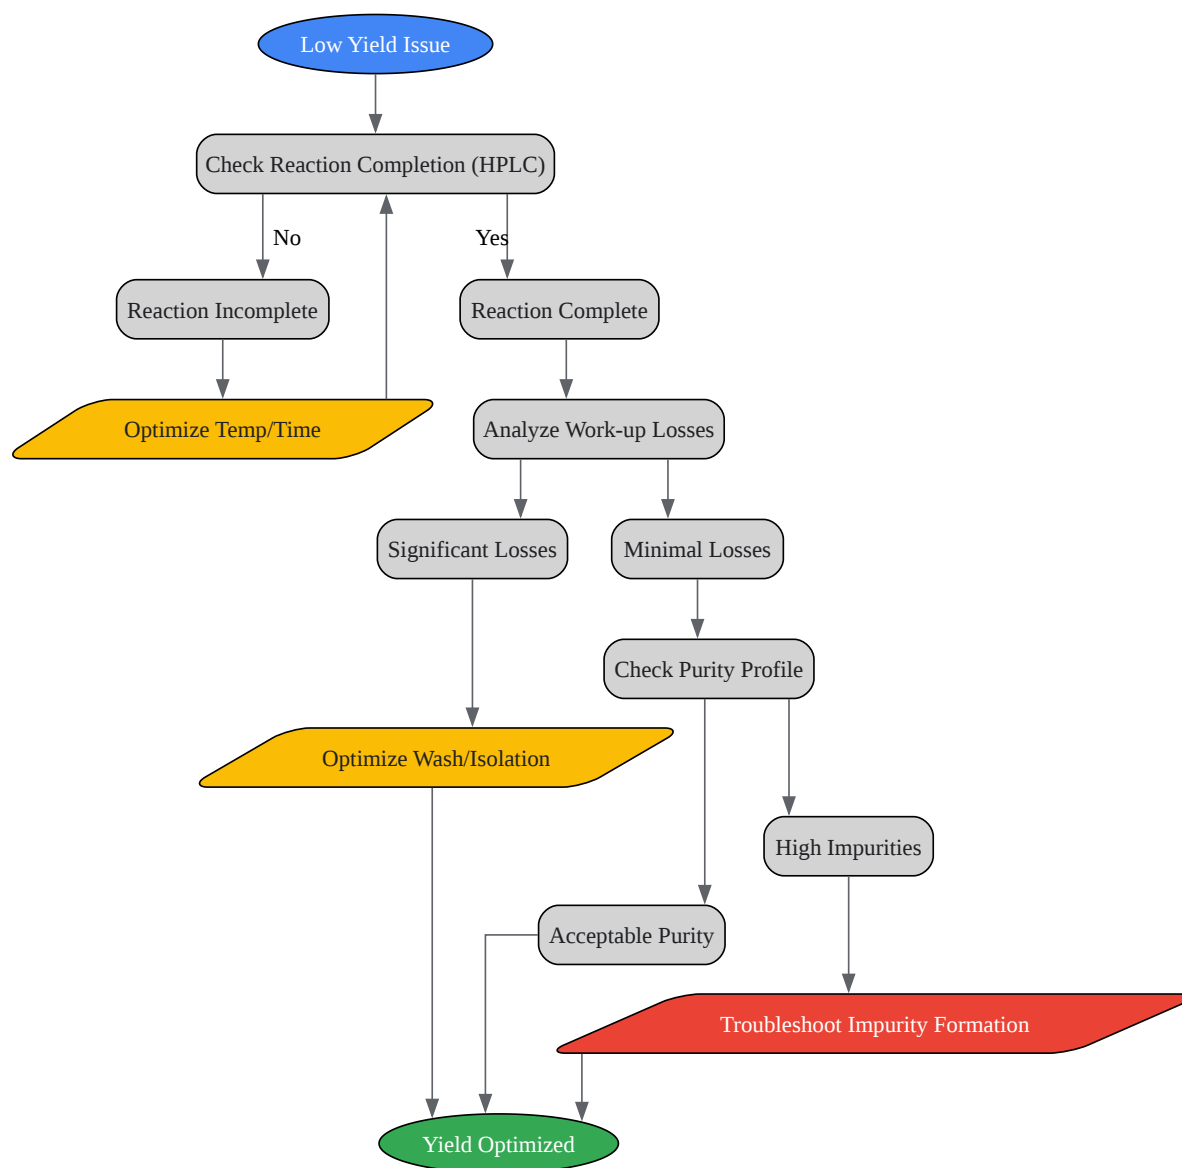 Low Yield Issue
Check Reaction Completion (HPLC)
No
Yes
Reaction Incomplete
Reaction Complete
Optimize Temp/Time
Analyze Work-up Losses
Significant Losses
Minimal Losses
Check Purity Profile
Optimize Wash/Isolation
High Impurities
Acceptable Purity
Troubleshoot Impurity Formation
Yield Optimized